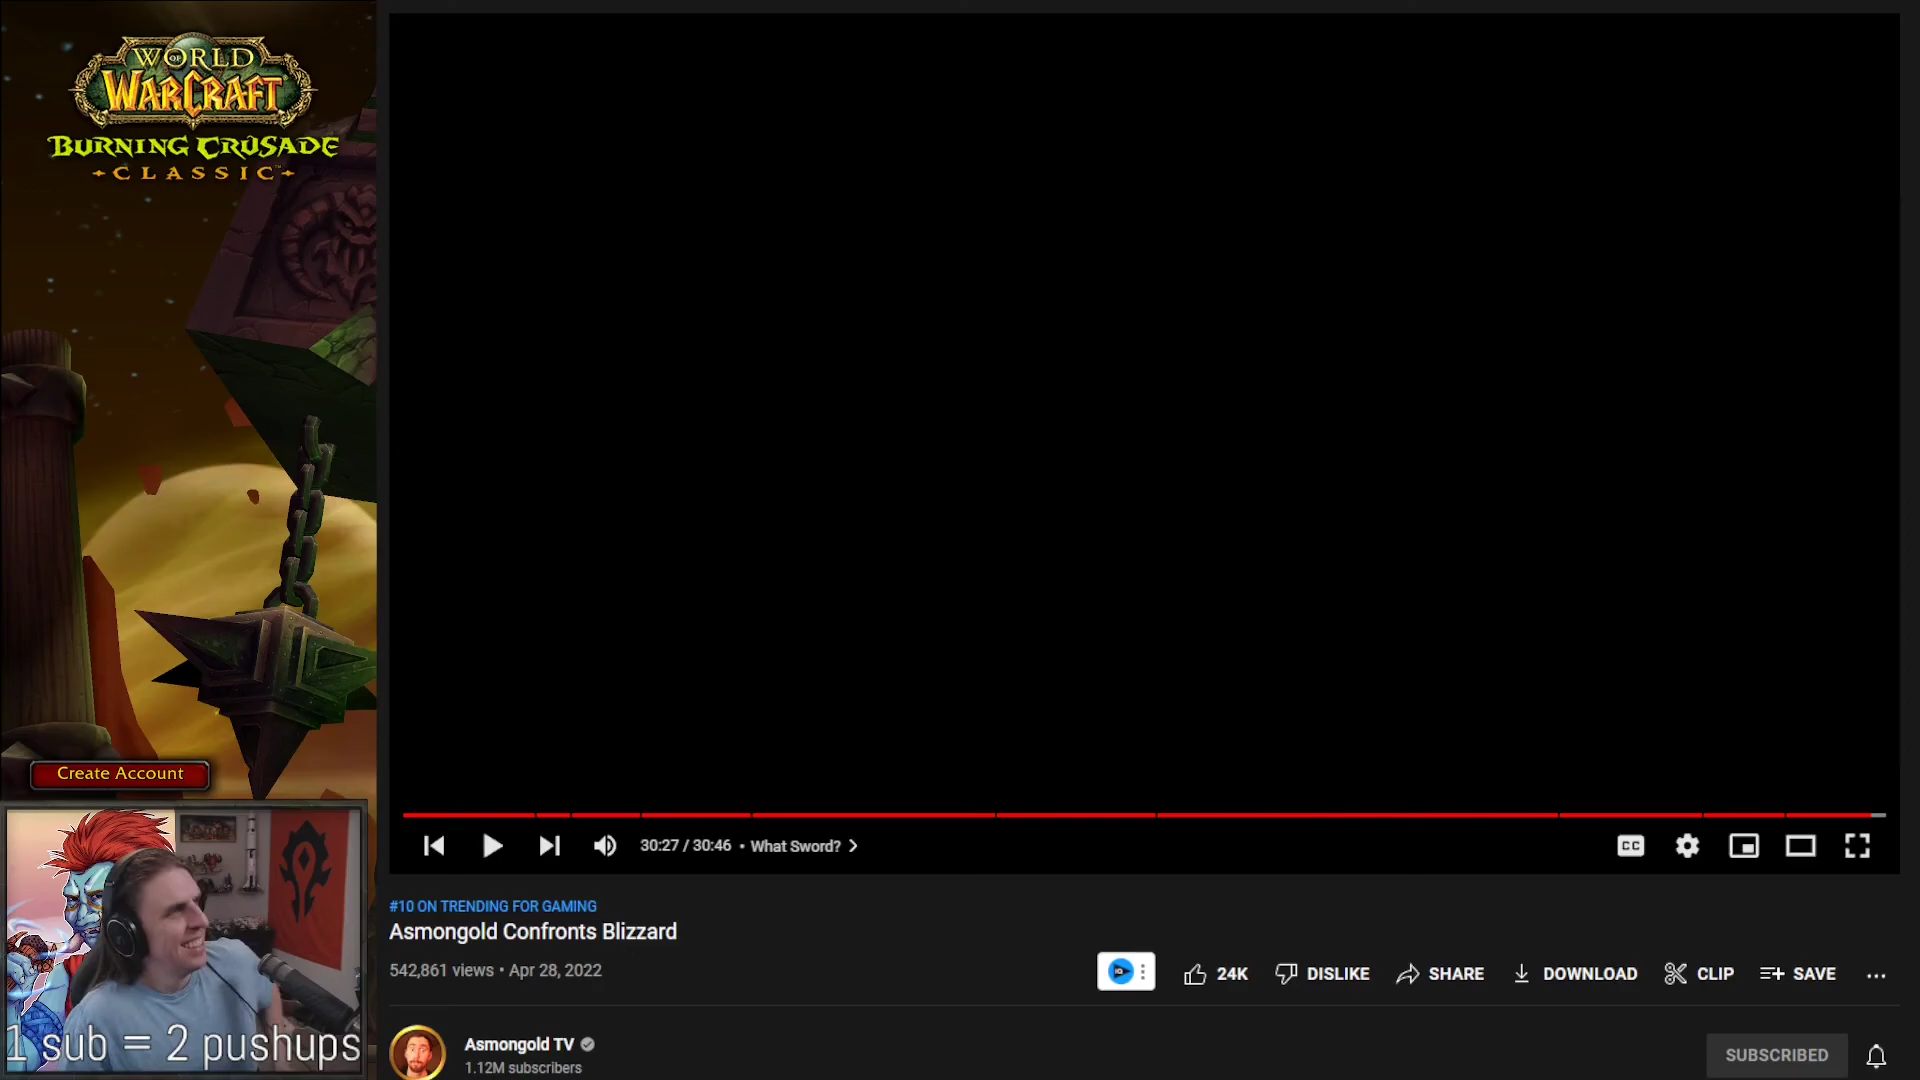 WORLD
OF
WARCRAFT
BURNING CRUSADE
CLASSIC
Create Account
1 sub = 2 pushups
30:27 / 30:46 • What Sword?
CC
#10 ON TRENDING FOR GAMING
Asmongold Confronts Blizzard
542,861 views • Apr 28, 2022
24K
DISLIKE
SHARE
DOWNLOAD
CLIP
SAVE
Asmongold TV
1.12M subscribers
SUBSCRIBED